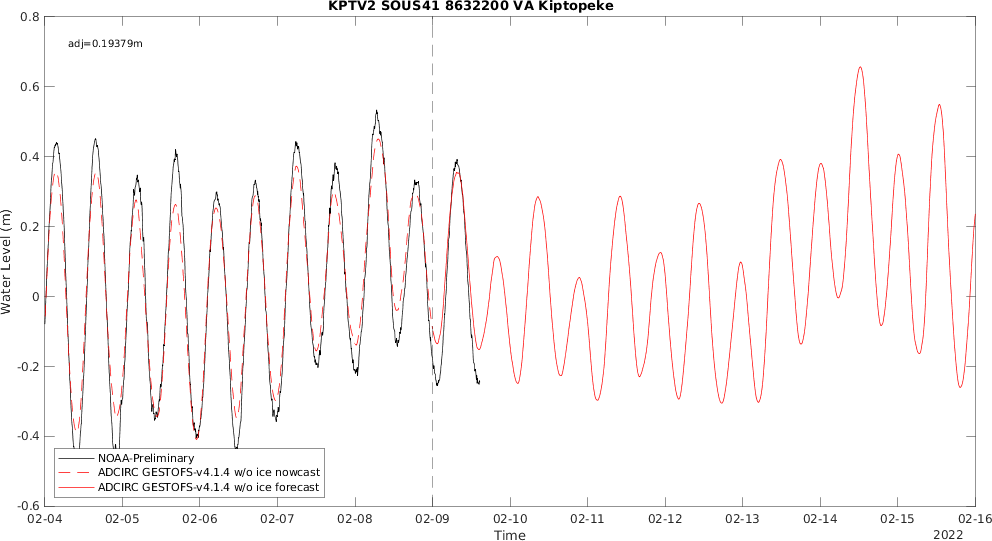 KPTV2 SOUS41 8632200 VA Kiptopeke
adj=0.19379m
0.8
0.6
0.4
0.2
0
-0.2
-0.4
-0.6
Water Level (m)
NOAA-Preliminary
ADCIRC GESTOFS-v4.1.4 w/o ice nowcast
ADCIRC GESTOFS-v4.1.4 w/o ice forecast
02-04 02-05 02-06 02-07 02-08 02-09 02-10 02-11 02-12 02-13 02-14 02-15 02-16
Time
2022